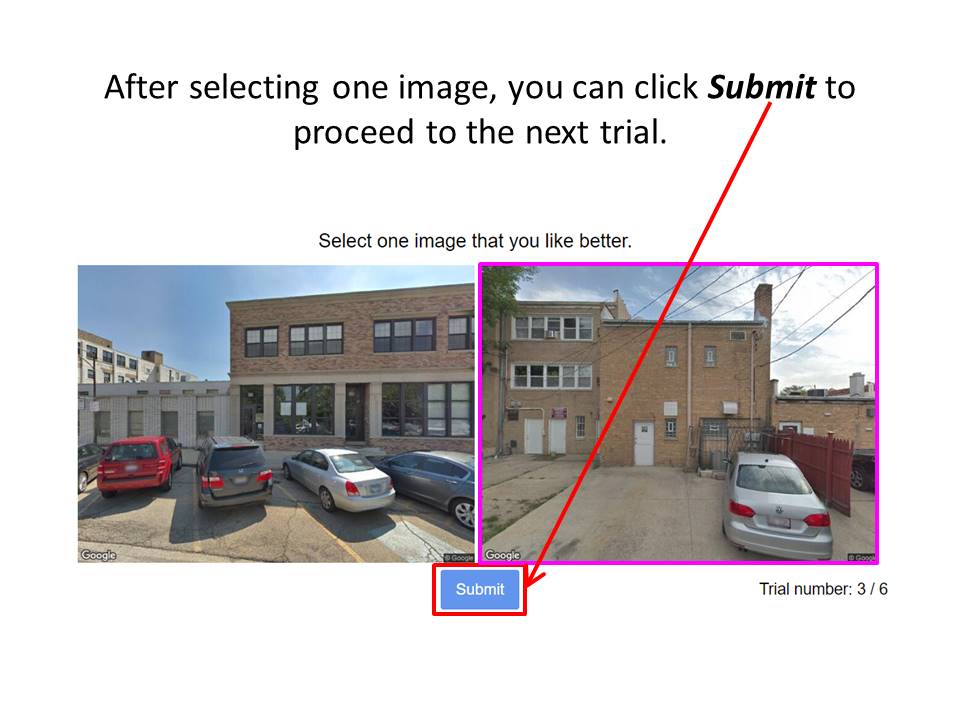 After selecting one image, you can click Submit to
proceed to the next trial.
Select one image that you like better.
Google
© Google
Google
© Google
Submit
Trial number: 3 / 6